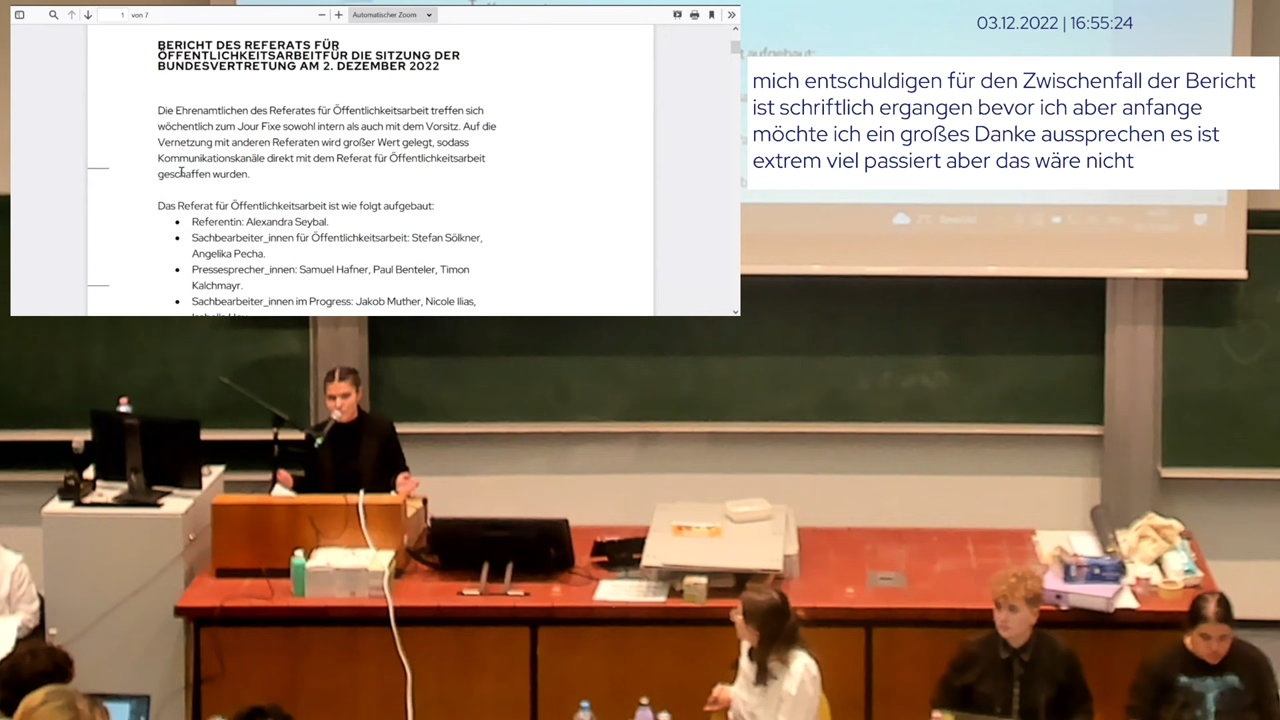 1 von 7
Automatischer Zoom
03.12.2022 | 16:55:24
BERICHT DES REFERATS FÜR
ÖFFENTLICHKEITSARBEITFÜR DIE SITZUNG DER
BUNDESVERTRETUNG AM 2. DEZEMBER 2022
Die Ehrenamtlichen des Referates für Öffentlichkeitsarbeit treffen sich
wöchentlich zum Jour Fixe sowohl intern als auch mit dem Vorsitz. Auf die
Vernetzung mit anderen Referaten wird großer Wert gelegt, sodass
Kommunikationskanäle direkt mit dem Referat für Öffentlichkeitsarbeit
geschaffen wurden.
Das Referat für Öffentlichkeitsarbeit ist wie folgt aufgebaut:
• Referentin: Alexandra Seybal.
• Sachbearbeiter_innen für Öffentlichkeitsarbeit: Stefan Sölkner,
Angelika Pecha.
• Pressesprecher_innen: Samuel Hafner, Paul Benteler, Timon
Kalchmayr.
• Sachbearbeiter_innen im Progress: Jakob Muther, Nicole Ilias,
aufgebaut:
mich entschuldigen für den Zwischenfall der Bericht
ist schriftlich ergangen bevor ich aber anfange
möchte ich ein großes Danke aussprechen es ist
extrem viel passiert aber das wäre nicht